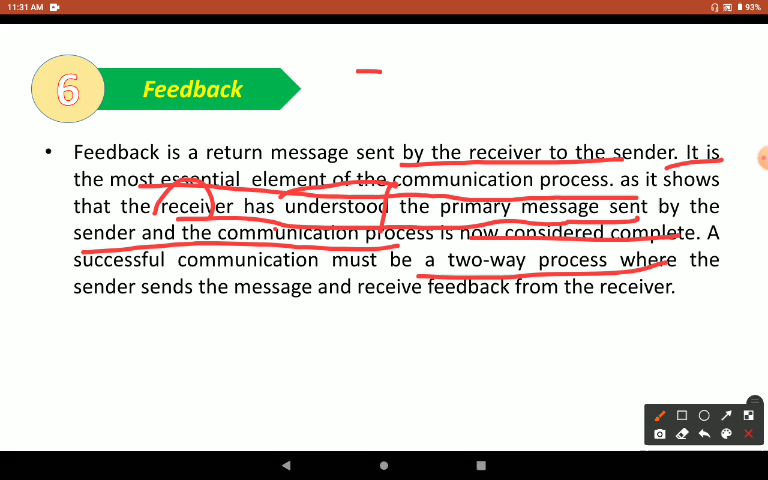 11:31 AM
93%
6
Feedback
• Feedback is a return message sent by the receiver to the sender. It is
the most essential element of the communication process. as it shows
that the receiver has understood the primary message sent by the
sender and the communication process is now considered complete. A
successful communication must be a two-way process where the
sender sends the message and receive feedback from the receiver.